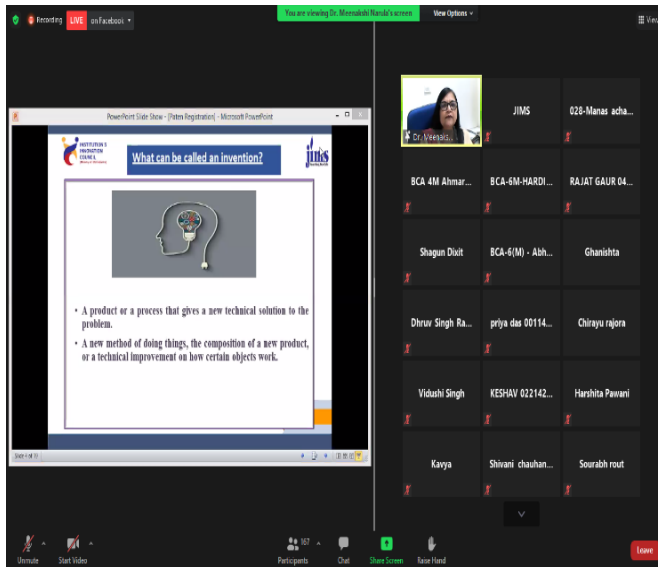 Recording LIVE on Facebook
You are viewing Dr. Meenakshi Narula's screen
View Options
View
PowerPoint Slide Show - [Paten Registration] - Microsoft PowerPoint
INSTITUTION'S
INNOVATION
COUNCIL
What can be called an invention?
jims
• A product or a process that gives a new technical solution to the
problem.
• A new method of doing things, the composition of a new product,
or a technical improvement on how certain objects work.
Dr. Meenaks...
JIMS
028-Manas acha...
BCA 4M Ahmar...
BCA-6M-HARDI...
RAJAT GAUR 04...
Shagun Dixit
BCA-6(M) - Abh...
Ghanishta
Dhruv Singh Ra...
priya das 00114...
Chirayu rajora
Vidushi Singh
KESHAV 022142...
Harshita Pawani
Kavya
Shivani chauhan...
Sourabh rout
Unmute
Start Video
167
Participants
Chat
Share Screen
Raise Hand
Leave